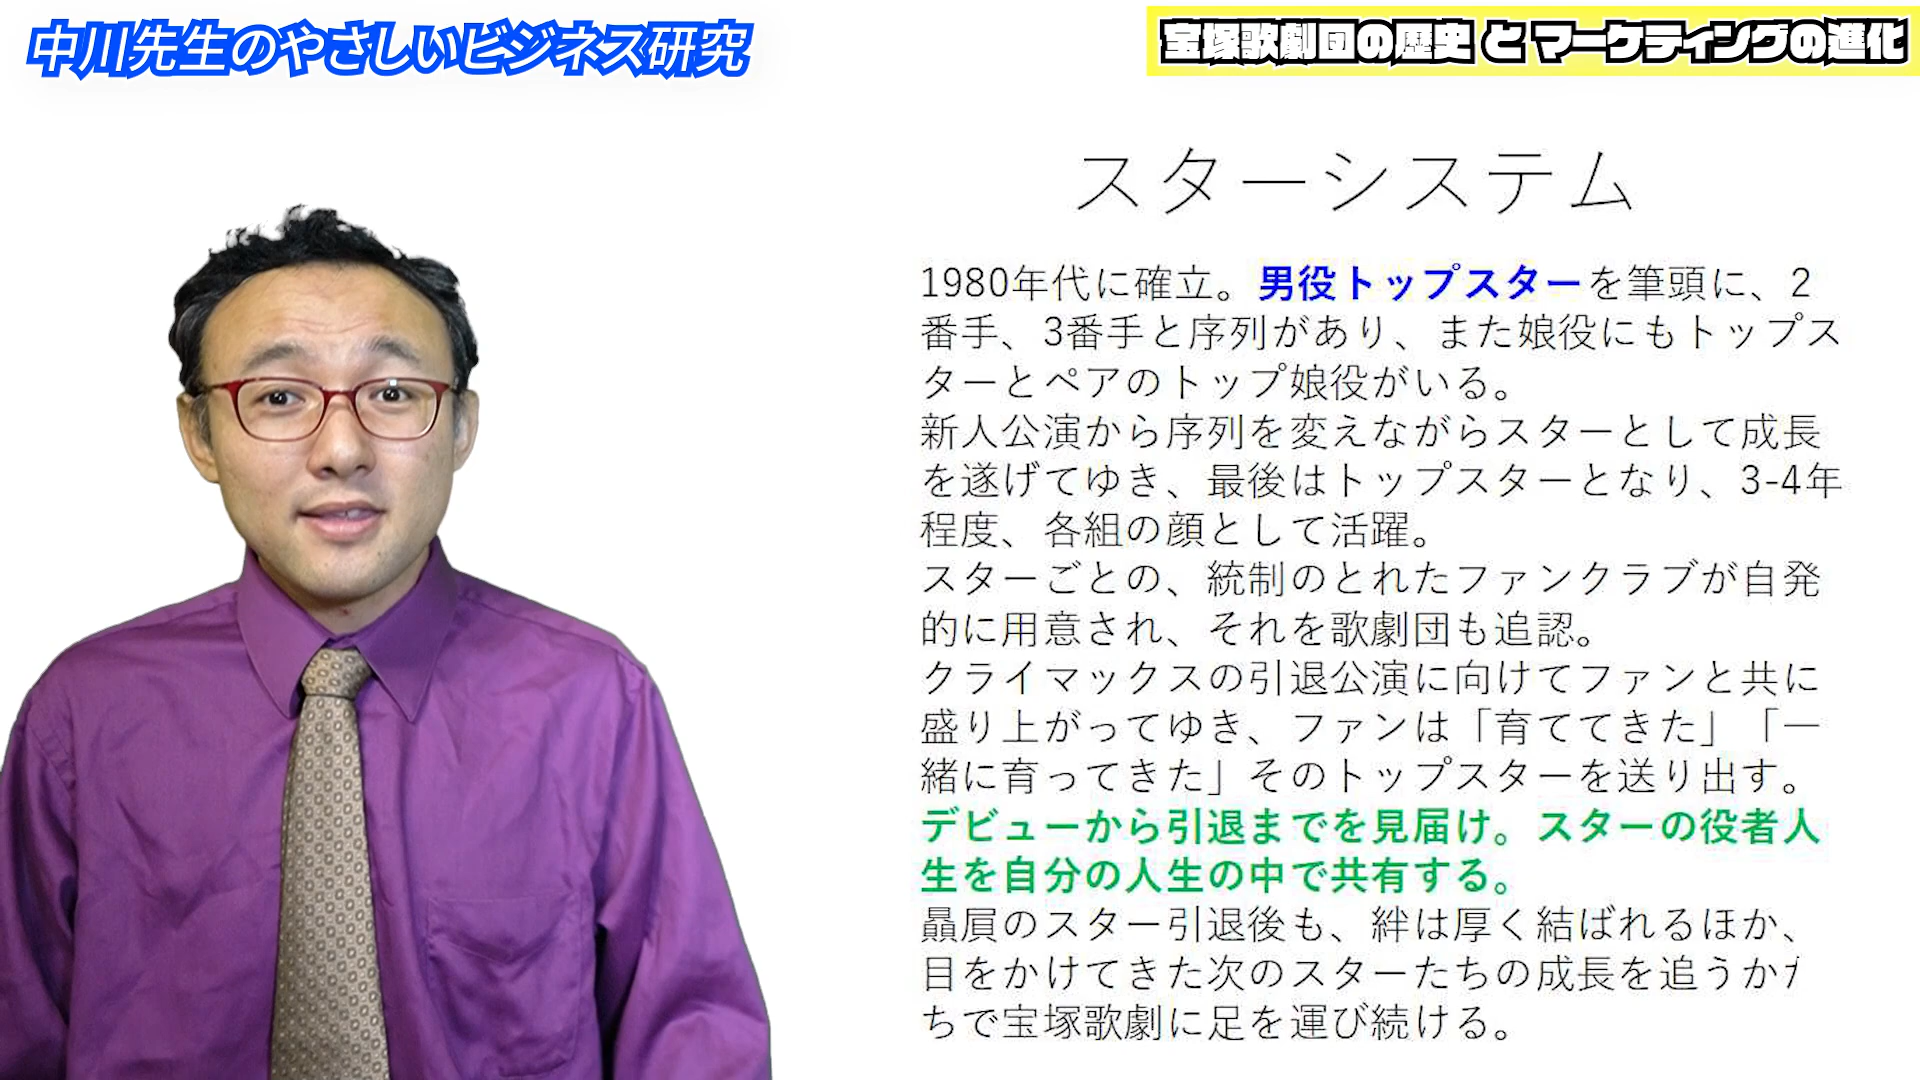 中川先生のやさしいビジネス研究
宝塚歌劇団の歴史 と マーケティングの進化
スターシステム
1980年代に確立。男役トップスターを筆頭に、2
番手、3番手と序列があり、また娘役にもトップス
ターとペアのトップ娘役がいる。
新人公演から序列を変えながらスターとして成長
を遂げてゆき、最後はトップスターとなり、3-4年
程度、各組の顔として活躍。
スターごとの、統制のとれたファンクラブが自発
的に用意され、それを歌劇団も追認。
クライマックスの引退公演に向けてファンと共に
盛り上がってゆき、ファンは「育ててきた」「一
緒に育ってきた」そのトップスターを送り出す。
デビューから引退までを見届け。スターの役者人
生を自分の人生の中で共有する。
贔屓のスター引退後も、絆は厚く結ばれるほか、
目をかけてきた次のスターたちの成長を追うかた
ちで宝塚歌劇に足を運び続ける。